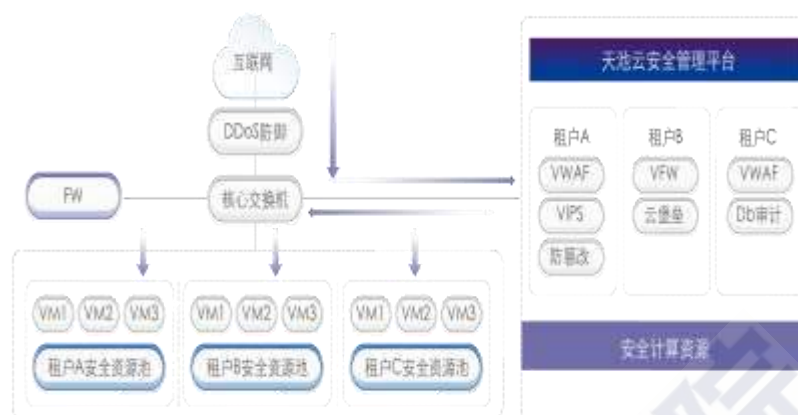 互联网
DDoS防御
核心交换机
FW
天池云安全管理平台
租户A
VWAF
VIPS
防篡改
租户B
VFW
云堡垒
租户C
VWAF
Db审计
安全计算资源
VM1 VM2 VM3
租户A安全资源池
VM1 VM2 VM3
租户B安全资源池
VM1 VM2 VM3
租户C安全资源池